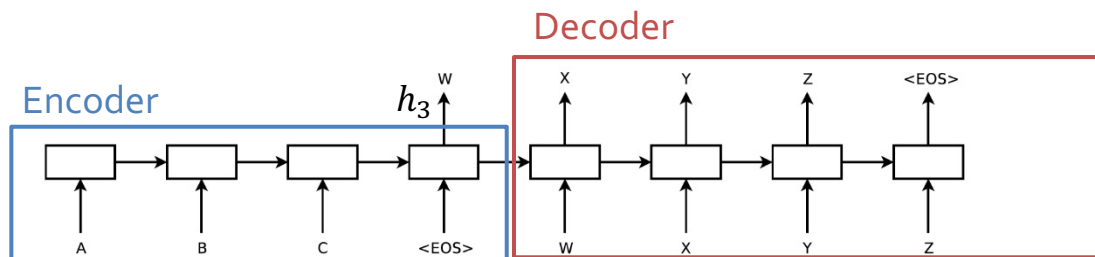 Decoder
Encoder
h₃ W X Y Z <EOS>
A B C <EOS> W X Y Z